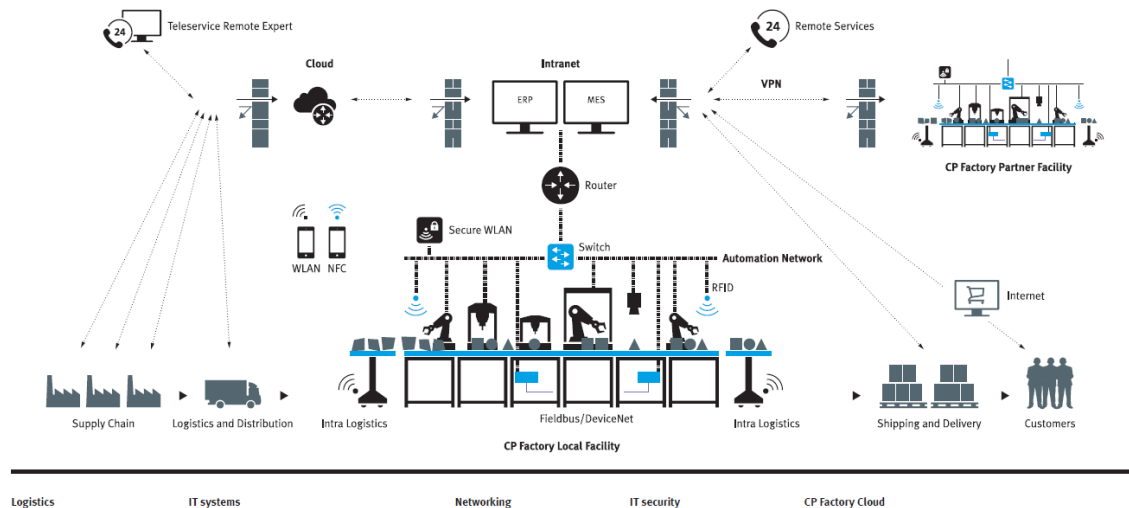 24
Teleservice Remote Expert
24
Remote Services
Cloud
Intranet
VPN
ERP
MES
CP Factory Partner Facility
Router
Secure WLAN
Switch
WLAN
NFC
Automation Network
RFID
Internet
Fieldbus/DeviceNet
Supply Chain
Logistics and Distribution
Intra Logistics
Intra Logistics
Shipping and Delivery
Customers
CP Factory Local Facility
Logistics
IT systems
Networking
IT security
CP Factory Cloud